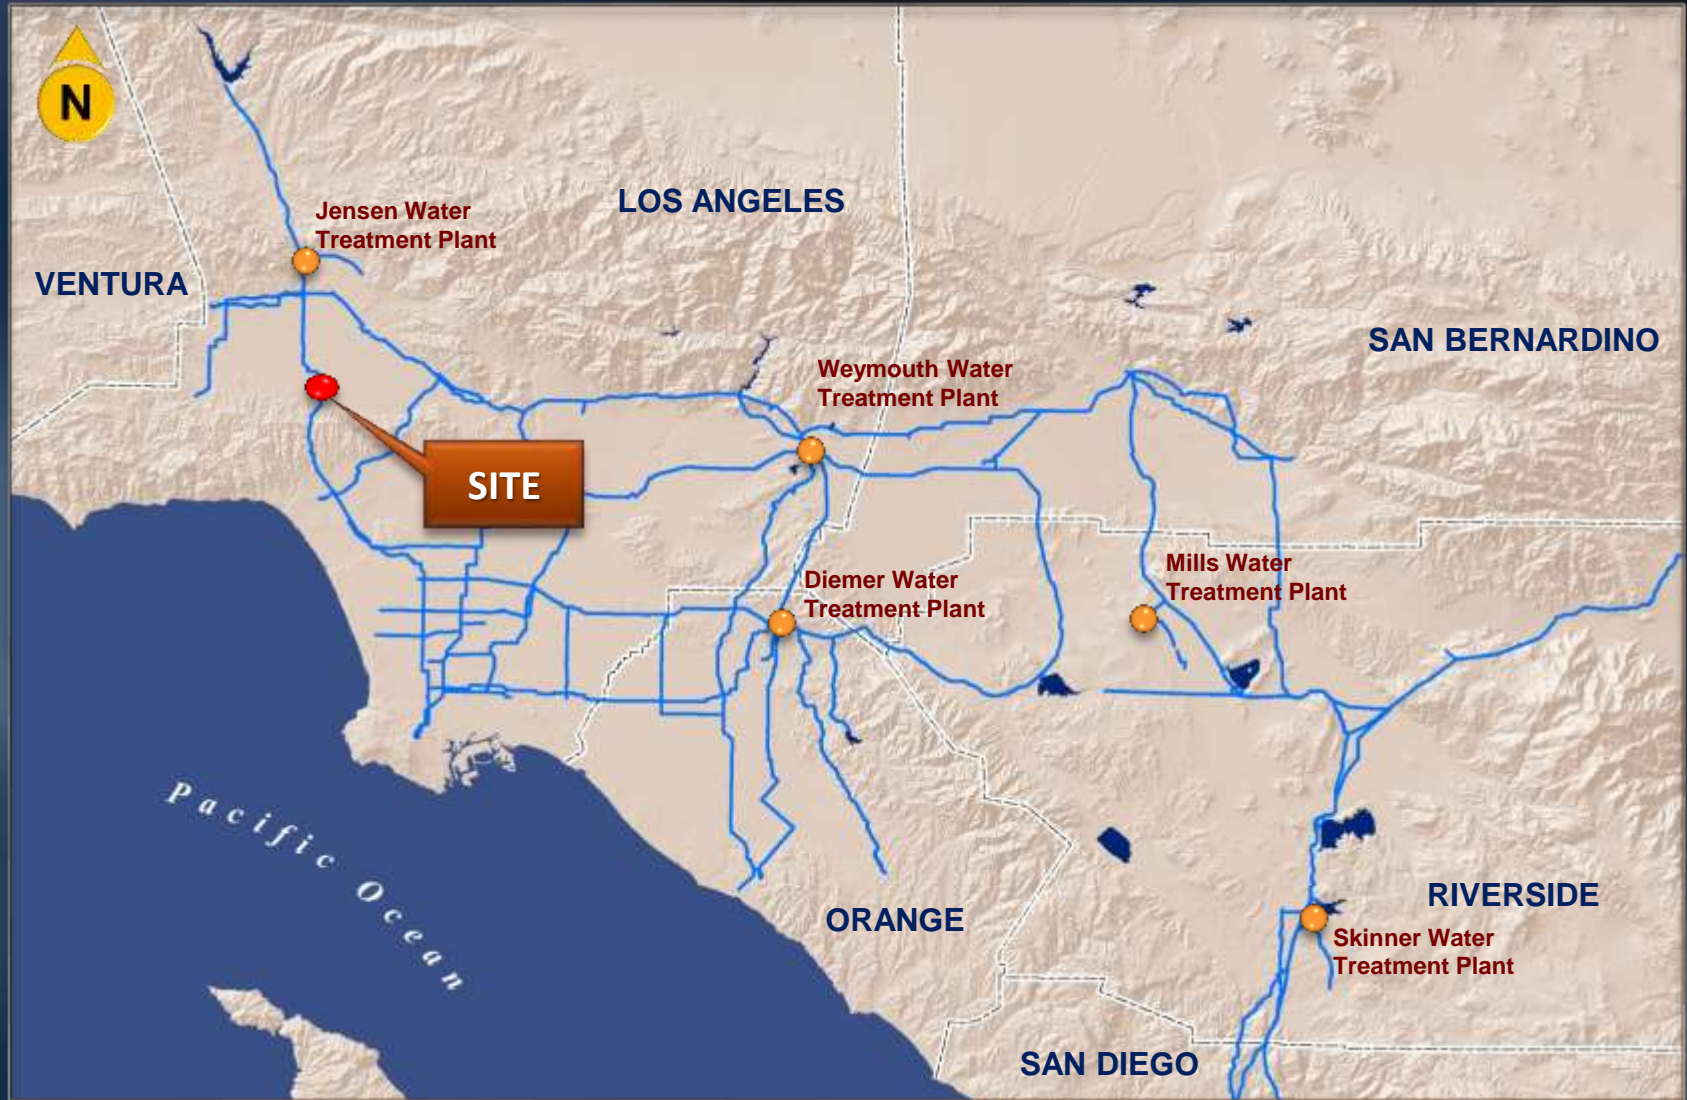 N
LOS ANGELES
Jensen Water
Treatment Plant
VENTURA
SAN BERNARDINO
Weymouth Water
Treatment Plant
SITE
Mills Water
Treatment Plant
Diemer Water
Treatment Plant
Pacific Ocean
RIVERSIDE
ORANGE
Skinner Water
Treatment Plant
SAN DIEGO